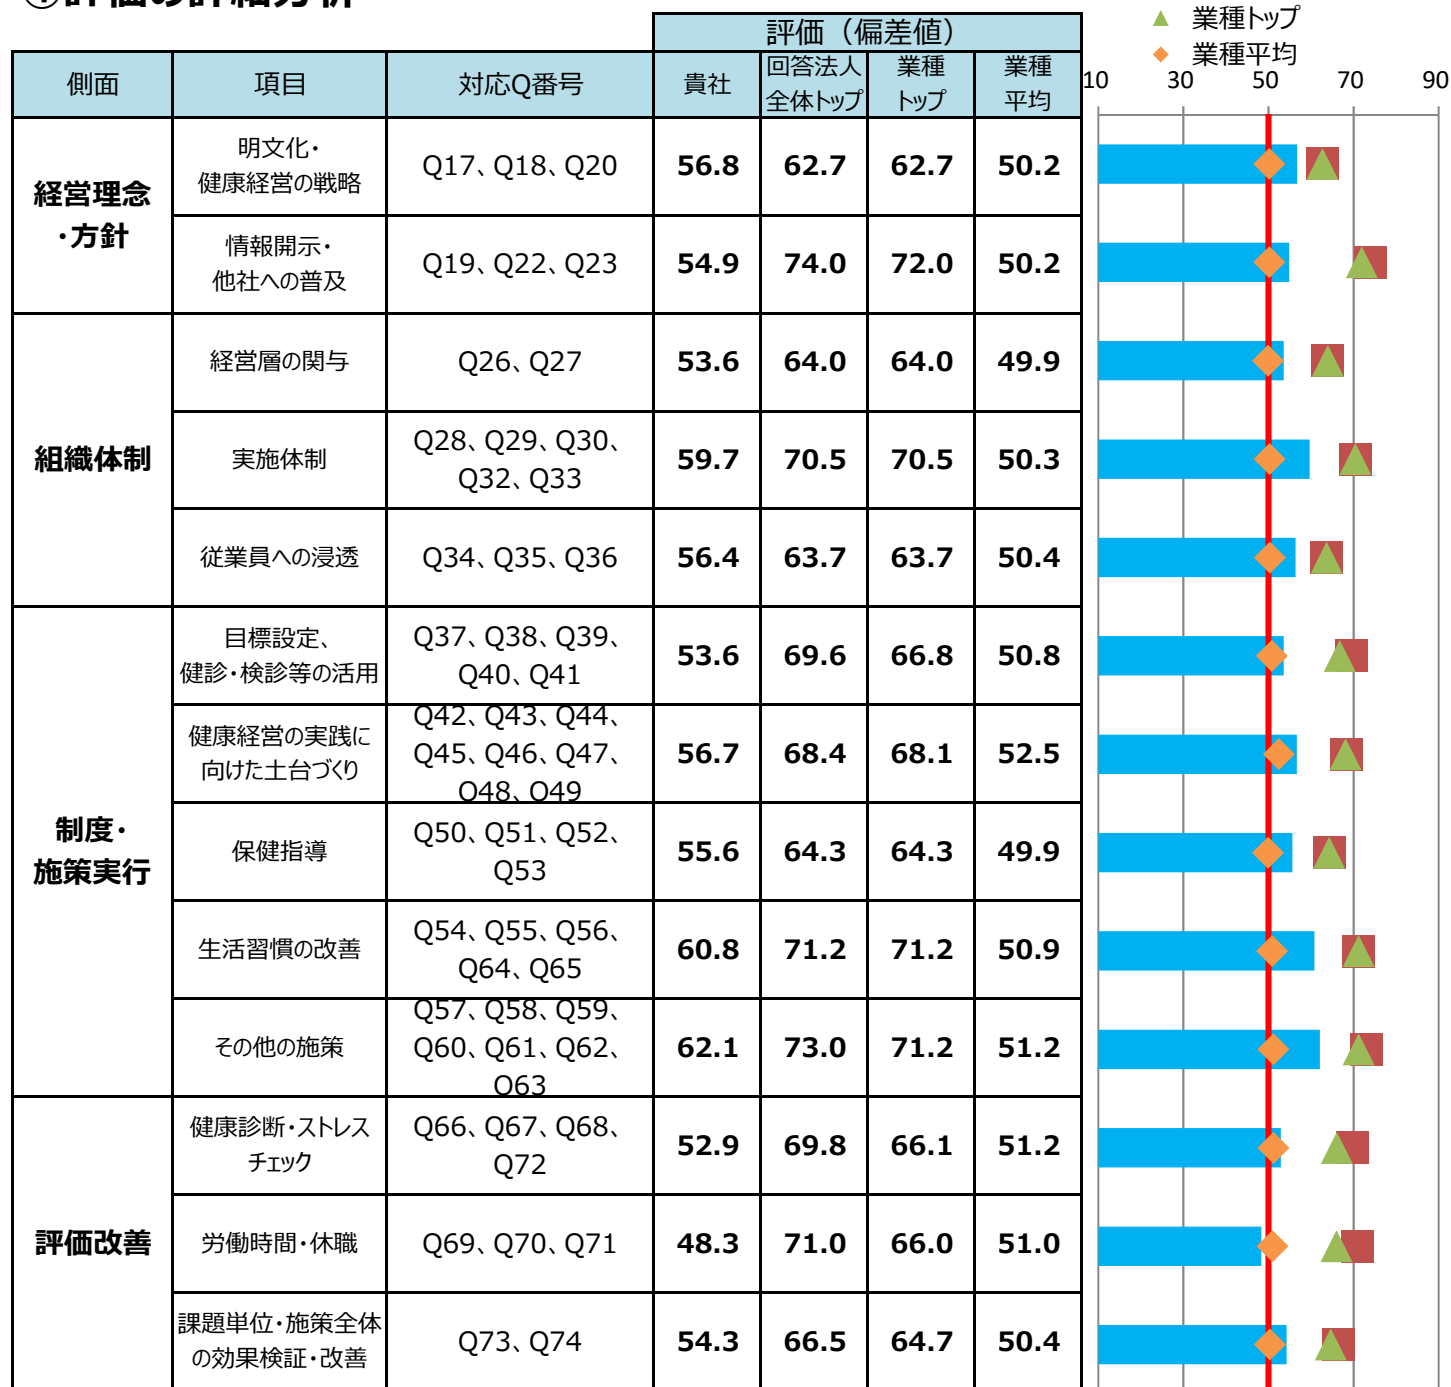 ①評価の詳細分析
▲ 業種トップ
◆ 業種平均
評価（偏差値）
側面 項目 対応Q番号 貴社 回答法人全体トップ 業種トップ 業種平均
10 30 50 70 90
経営理念・方針
明文化・健康経営の戦略 Q17、Q18、Q20 56.8 62.7 62.7 50.2
情報開示・他社への普及 Q19、Q22、Q23 54.9 74.0 72.0 50.2
組織体制
経営層の関与 Q26、Q27 53.6 64.0 64.0 49.9
実施体制 Q28、Q29、Q30、Q32、Q33 59.7 70.5 70.5 50.3
従業員への浸透 Q34、Q35、Q36 56.4 63.7 63.7 50.4
制度・施策実行
目標設定、健診・検診等の活用 Q37、Q38、Q39、Q40、Q41 53.6 69.6 66.8 50.8
健康経営の実践に向けた土台づくり Q42、Q43、Q44、Q45、Q46、Q47、Q48、Q49 56.7 68.4 68.1 52.5
保健指導 Q50、Q51、Q52、Q53 55.6 64.3 64.3 49.9
生活習慣の改善 Q54、Q55、Q56、Q64、Q65 60.8 71.2 71.2 50.9
その他の施策 Q57、Q58、Q59、Q60、Q61、Q62、Q63 62.1 73.0 71.2 51.2
評価改善
健康診断・ストレスチェック Q66、Q67、Q68、Q72 52.9 69.8 66.1 51.2
労働時間・休職 Q69、Q70、Q71 48.3 71.0 66.0 51.0
課題単位・施策全体の効果検証・改善 Q73、Q74 54.3 66.5 64.7 50.4